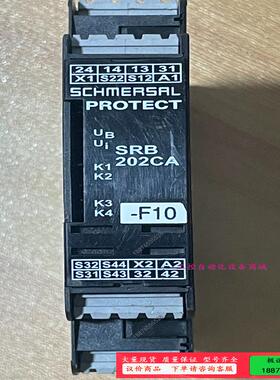 24 14 13 31
X1 S22 S12 A1
SCHMERSAL
PROTECT
UB
Ui
SRB
202CA
K1
K2
K3
K4
-F10
S32 S44 X2 A2
S31 S43 32 42
大量现货 质量保证 型号齐全
议价商品 下单请咨询客服